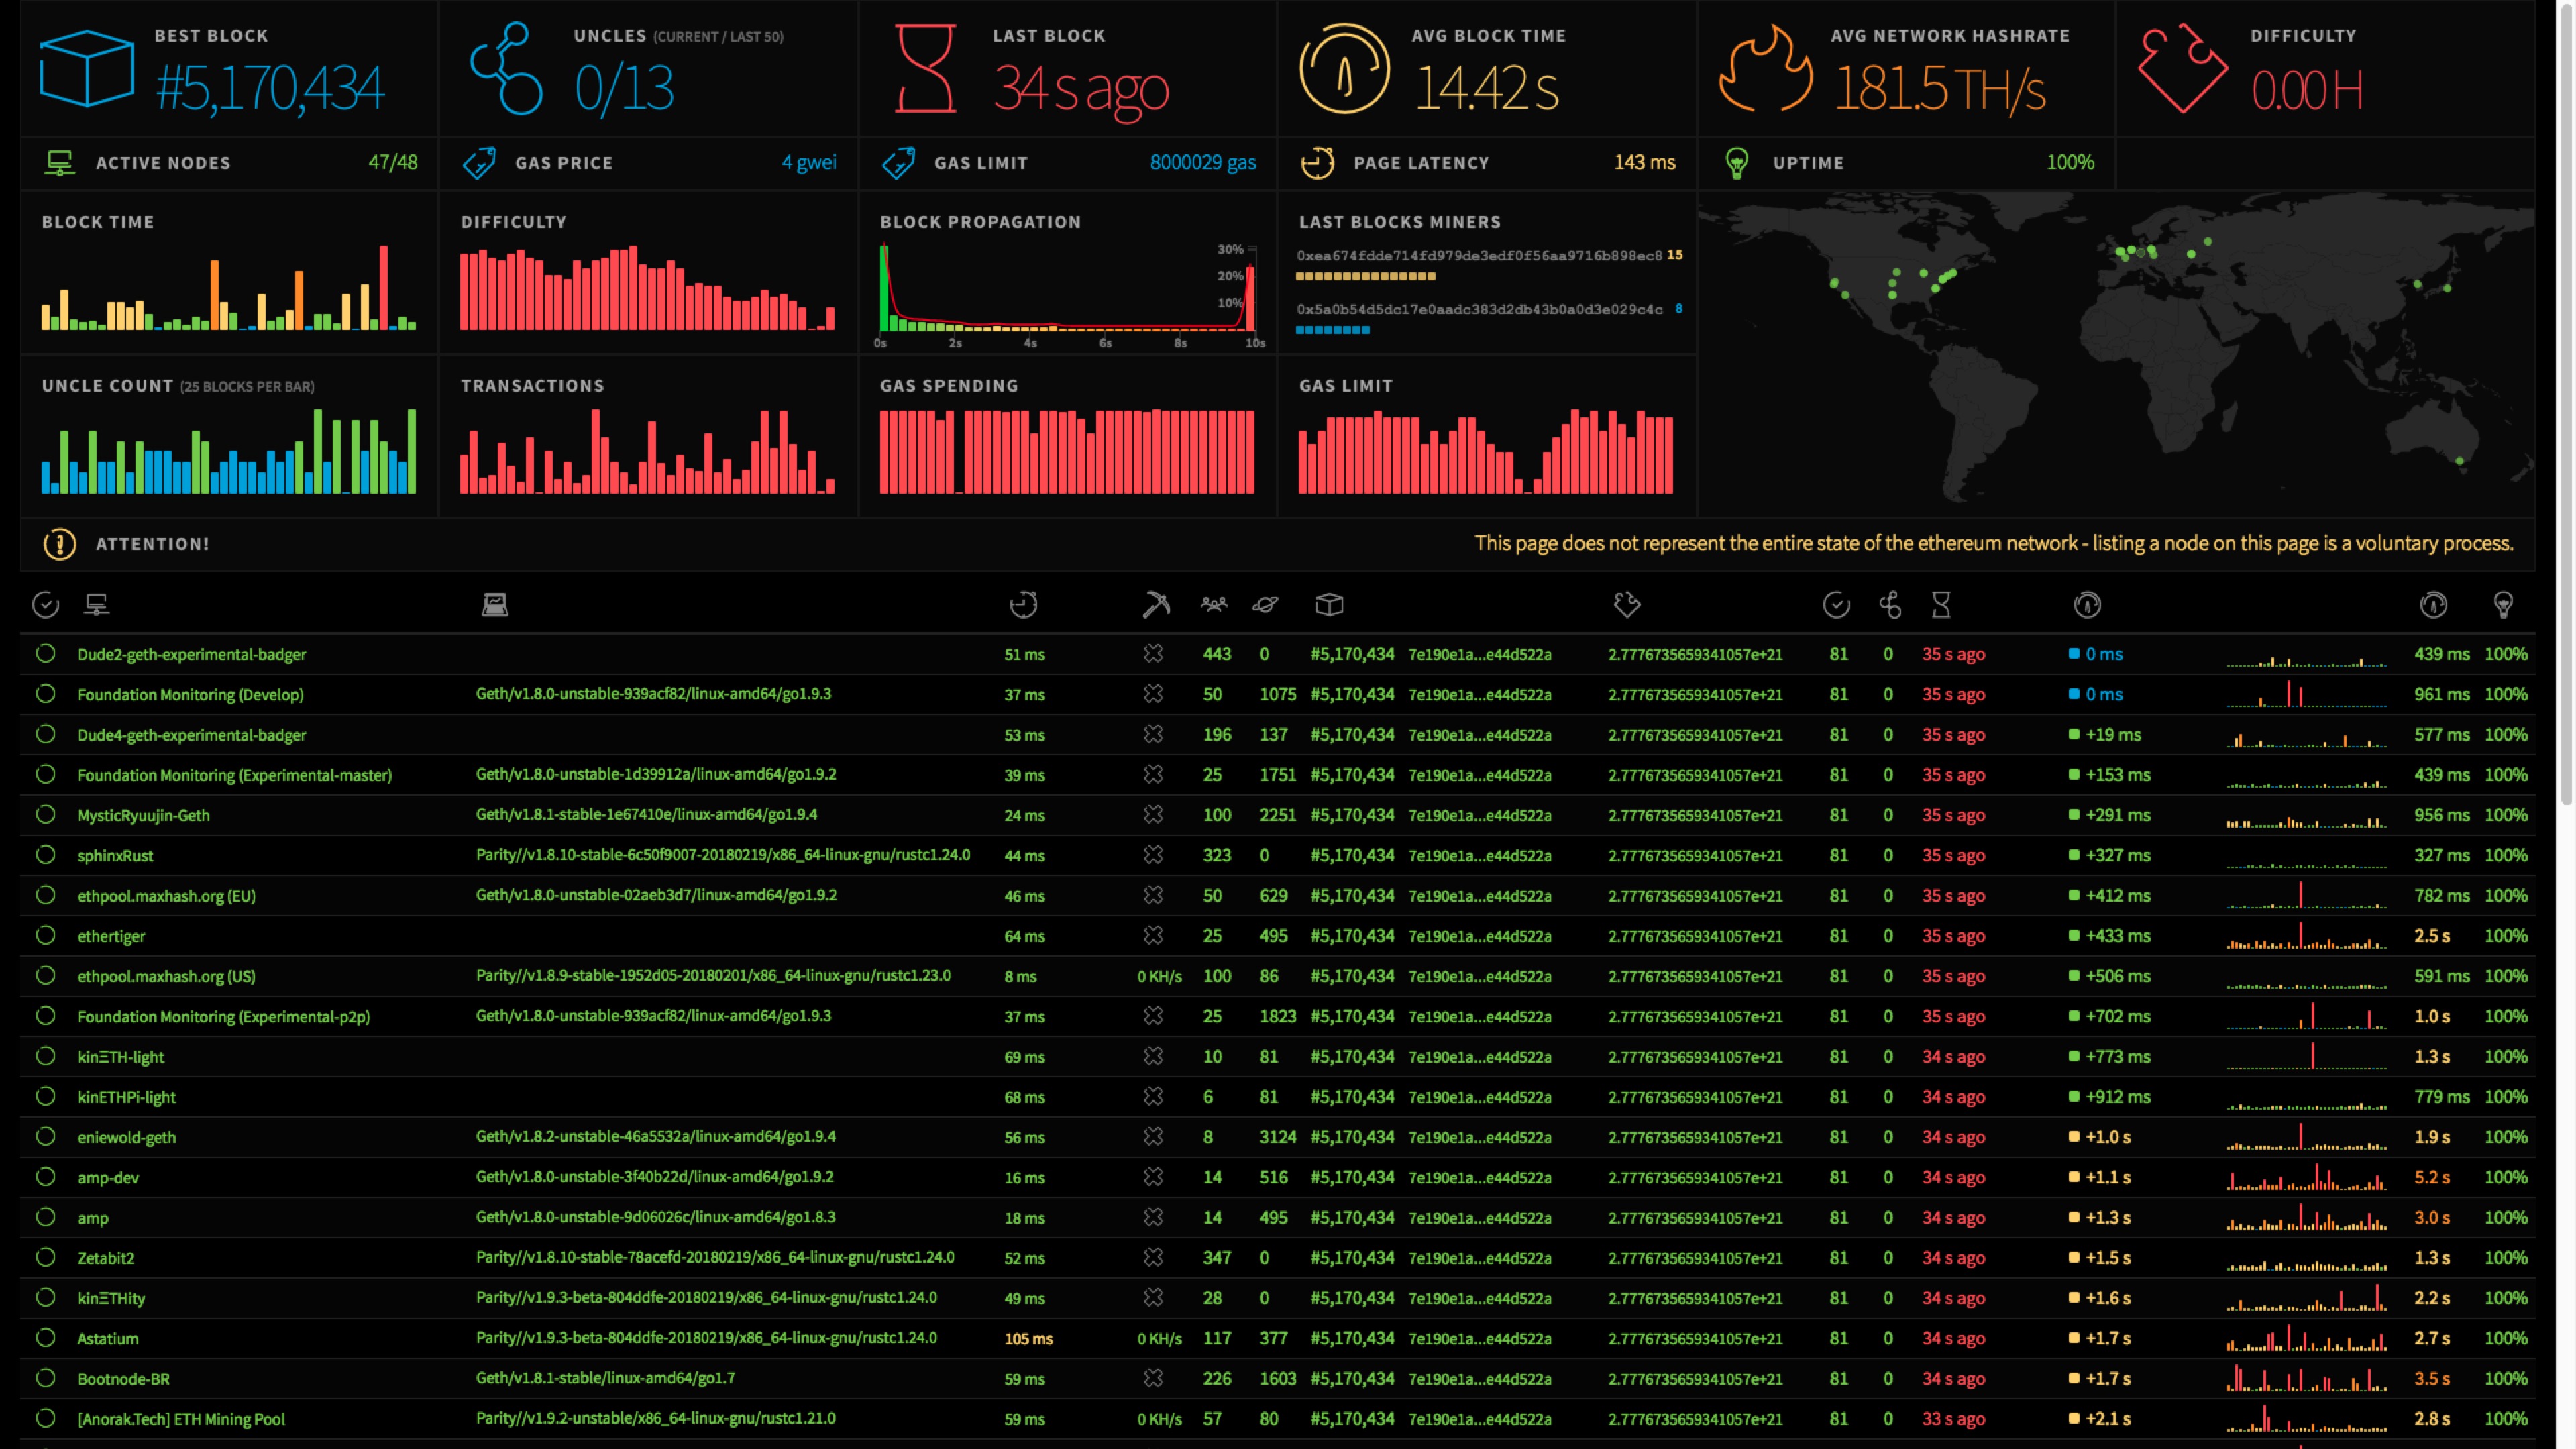 BEST BLOCK
#5,170,434
UNCLES (CURRENT / LAST 50)
0/13
LAST BLOCK
34 s ago
AVG BLOCK TIME
14.42 s
AVG NETWORK HASHRATE
181.5 TH/s
DIFFICULTY
0.00 H
ACTIVE NODES 47/48
GAS PRICE 4 gwei
GAS LIMIT 8000029 gas
PAGE LATENCY 143 ms
UPTIME 100%
BLOCK TIME
DIFFICULTY
BLOCK PROPAGATION
30%
20%
10%
0s 2s 4s 6s 8s 10s
LAST BLOCKS MINERS
0xea674fdde714fd979de3edf0f56aa9716b898ec8 15
0x5a0b54d5dc17e0aadc383d2db43b0a0d3e029c4c 8
UNCLE COUNT (25 BLOCKS PER BAR)
TRANSACTIONS
GAS SPENDING
GAS LIMIT
ATTENTION! This page does not represent the entire state of the ethereum network - listing a node on this page is a voluntary process.
Dude2-geth-experimental-badger 51 ms 443 0 #5,170,434 7e190e1a...e44d522a 2.7776735659341057e+21 81 0 35 s ago 0 ms 439 ms 100%
Foundation Monitoring (Develop) Geth/v1.8.0-unstable-939acf82/linux-amd64/go1.9.3 37 ms 50 1075 #5,170,434 7e190e1a...e44d522a 2.7776735659341057e+21 81 0 35 s ago 0 ms 961 ms 100%
Dude4-geth-experimental-badger 53 ms 196 137 #5,170,434 7e190e1a...e44d522a 2.7776735659341057e+21 81 0 35 s ago +19 ms 577 ms 100%
Foundation Monitoring (Experimental-master) Geth/v1.8.0-unstable-1d39912a/linux-amd64/go1.9.2 39 ms 25 1751 #5,170,434 7e190e1a...e44d522a 2.7776735659341057e+21 81 0 35 s ago +153 ms 439 ms 100%
MysticRyuujin-Geth Geth/v1.8.1-stable-1e67410e/linux-amd64/go1.9.4 24 ms 100 2251 #5,170,434 7e190e1a...e44d522a 2.7776735659341057e+21 81 0 35 s ago +291 ms 956 ms 100%
sphinxRust Parity//v1.8.10-stable-6c50f9007-20180219/x86_64-linux-gnu/rustc1.24.0 44 ms 323 0 #5,170,434 7e190e1a...e44d522a 2.7776735659341057e+21 81 0 35 s ago +327 ms 327 ms 100%
ethpool.maxhash.org (EU) Geth/v1.8.0-unstable-02aeb3d7/linux-amd64/go1.9.2 46 ms 50 629 #5,170,434 7e190e1a...e44d522a 2.7776735659341057e+21 81 0 35 s ago +412 ms 782 ms 100%
ethertiger 64 ms 25 495 #5,170,434 7e190e1a...e44d522a 2.7776735659341057e+21 81 0 35 s ago +433 ms 2.5 s 100%
ethpool.maxhash.org (US) Parity//v1.8.9-stable-1952d05-20180201/x86_64-linux-gnu/rustc1.23.0 8 ms 0 KH/s 100 86 #5,170,434 7e190e1a...e44d522a 2.7776735659341057e+21 81 0 35 s ago +506 ms 591 ms 100%
Foundation Monitoring (Experimental-p2p) Geth/v1.8.0-unstable-939acf82/linux-amd64/go1.9.3 37 ms 25 1823 #5,170,434 7e190e1a...e44d522a 2.7776735659341057e+21 81 0 35 s ago +702 ms 1.0 s 100%
kinΞTH-light 69 ms 10 81 #5,170,434 7e190e1a...e44d522a 2.7776735659341057e+21 81 0 34 s ago +773 ms 1.3 s 100%
kinETHPi-light 68 ms 6 81 #5,170,434 7e190e1a...e44d522a 2.7776735659341057e+21 81 0 34 s ago +912 ms 779 ms 100%
eniewold-geth Geth/v1.8.2-unstable-46a5532a/linux-amd64/go1.9.4 56 ms 8 3124 #5,170,434 7e190e1a...e44d522a 2.7776735659341057e+21 81 0 34 s ago +1.0 s 1.9 s 100%
amp-dev Geth/v1.8.0-unstable-3f40b22d/linux-amd64/go1.9.2 16 ms 14 516 #5,170,434 7e190e1a...e44d522a 2.7776735659341057e+21 81 0 34 s ago +1.1 s 5.2 s 100%
amp Geth/v1.8.0-unstable-9d06026c/linux-amd64/go1.8.3 18 ms 14 495 #5,170,434 7e190e1a...e44d522a 2.7776735659341057e+21 81 0 34 s ago +1.3 s 3.0 s 100%
Zetabit2 Parity//v1.8.10-stable-78acefd-20180219/x86_64-linux-gnu/rustc1.24.0 52 ms 347 0 #5,170,434 7e190e1a...e44d522a 2.7776735659341057e+21 81 0 34 s ago +1.5 s 1.3 s 100%
kinΞTHity Parity//v1.9.3-beta-804ddfe-20180219/x86_64-linux-gnu/rustc1.24.0 49 ms 28 0 #5,170,434 7e190e1a...e44d522a 2.7776735659341057e+21 81 0 34 s ago +1.6 s 2.2 s 100%
Astatium Parity//v1.9.3-beta-804ddfe-20180219/x86_64-linux-gnu/rustc1.24.0 105 ms 0 KH/s 117 377 #5,170,434 7e190e1a...e44d522a 2.7776735659341057e+21 81 0 34 s ago +1.7 s 2.7 s 100%
Bootnode-BR Geth/v1.8.1-stable/linux-amd64/go1.7 59 ms 226 1603 #5,170,434 7e190e1a...e44d522a 2.7776735659341057e+21 81 0 34 s ago +1.7 s 3.5 s 100%
[Anorak.Tech] ETH Mining Pool Parity//v1.9.2-unstable/x86_64-linux-gnu/rustc1.21.0 59 ms 0 KH/s 57 80 #5,170,434 7e190e1a...e44d522a 2.7776735659341057e+21 81 0 33 s ago +2.1 s 2.8 s 100%